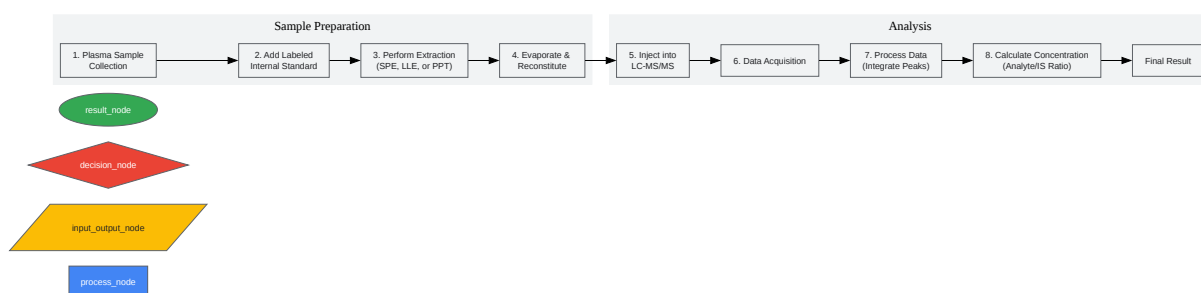 Sample Preparation
Analysis
1. Plasma Sample
Collection
2. Add Labeled
Internal Standard
3. Perform Extraction
(SPE, LLE, or PPT)
4. Evaporate &
Reconstitute
5. Inject into
LC-MS/MS
6. Data Acquisition
7. Process Data
(Integrate Peaks)
8. Calculate Concentration
(Analyte/IS Ratio)
Final Result
result_node
decision_node
input_output_node
process_node